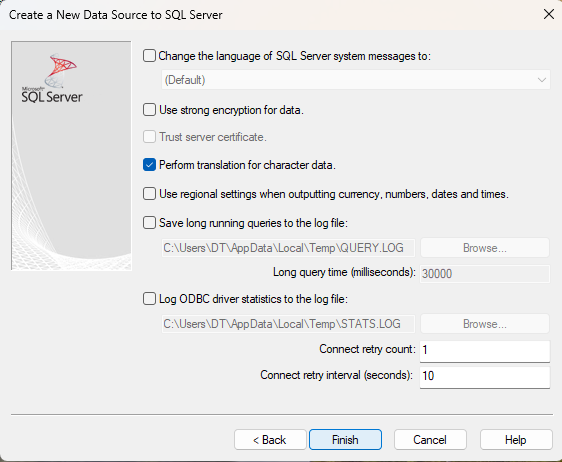 Create a New Data Source to SQL Server
Microsoft
SQL Server
Change the language of SQL Server system messages to:
(Default)
Use strong encryption for data.
Trust server certificate.
Perform translation for character data.
Use regional settings when outputting currency, numbers, dates and times.
Save long running queries to the log file:
C:\Users\DT\AppData\Local\Temp\QUERY.LOG Browse...
Long query time (milliseconds): 30000
Log ODBC driver statistics to the log file:
C:\Users\DT\AppData\Local\Temp\STATS.LOG Browse...
Connect retry count: 1
Connect retry interval (seconds): 10
< Back Finish Cancel Help